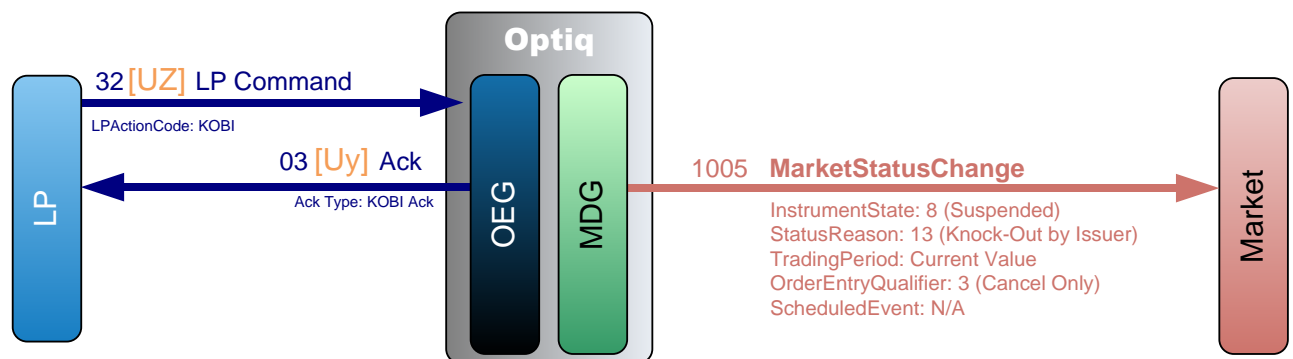 Optiq
32 [UZ] LP Command
LPActionCode: KOBI
03 [Uy] Ack
Ack Type: KOBI Ack
LP
OEG
MDG
1005 MarketStatusChange
InstrumentState: 8 (Suspended)
StatusReason: 13 (Knock-Out by Issuer)
TradingPeriod: Current Value
OrderEntryQualifier: 3 (Cancel Only)
ScheduledEvent: N/A
Market